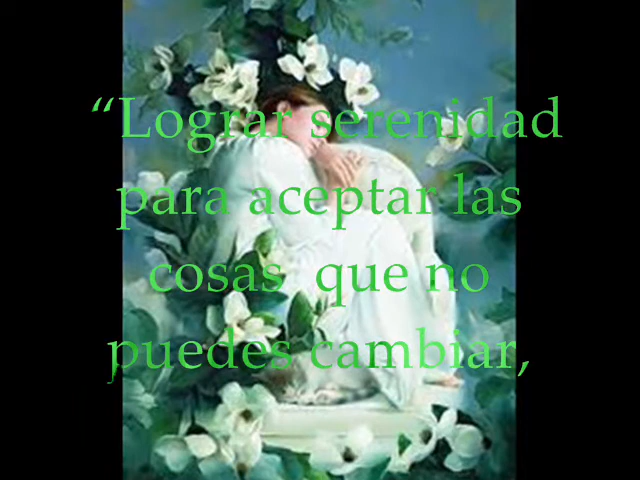 “Lograr serenidad
para aceptar las
cosas que no
puedes cambiar,